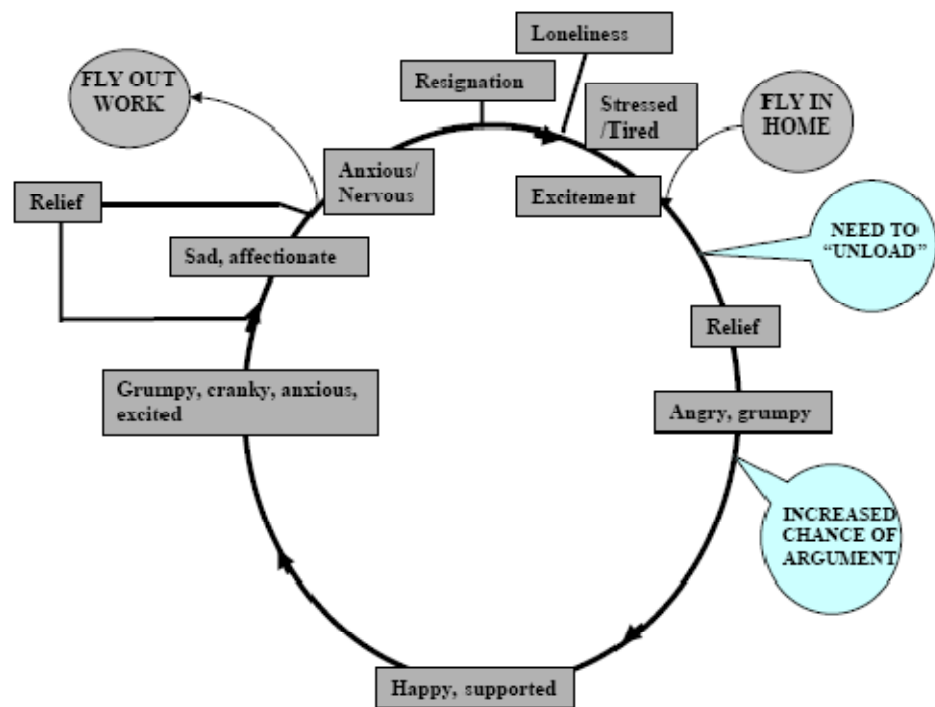 Loneliness
FLY OUT
WORK
Resignation
Stressed
/Tired
FLY IN
HOME
Anxious/
Nervous
Relief
Excitement
Sad, affectionate
NEED TO
“UNLOAD”
Relief
Grumpy, cranky, anxious,
excited
Angry, grumpy
INCREASED
CHANCE OF
ARGUMENT
Happy, supported